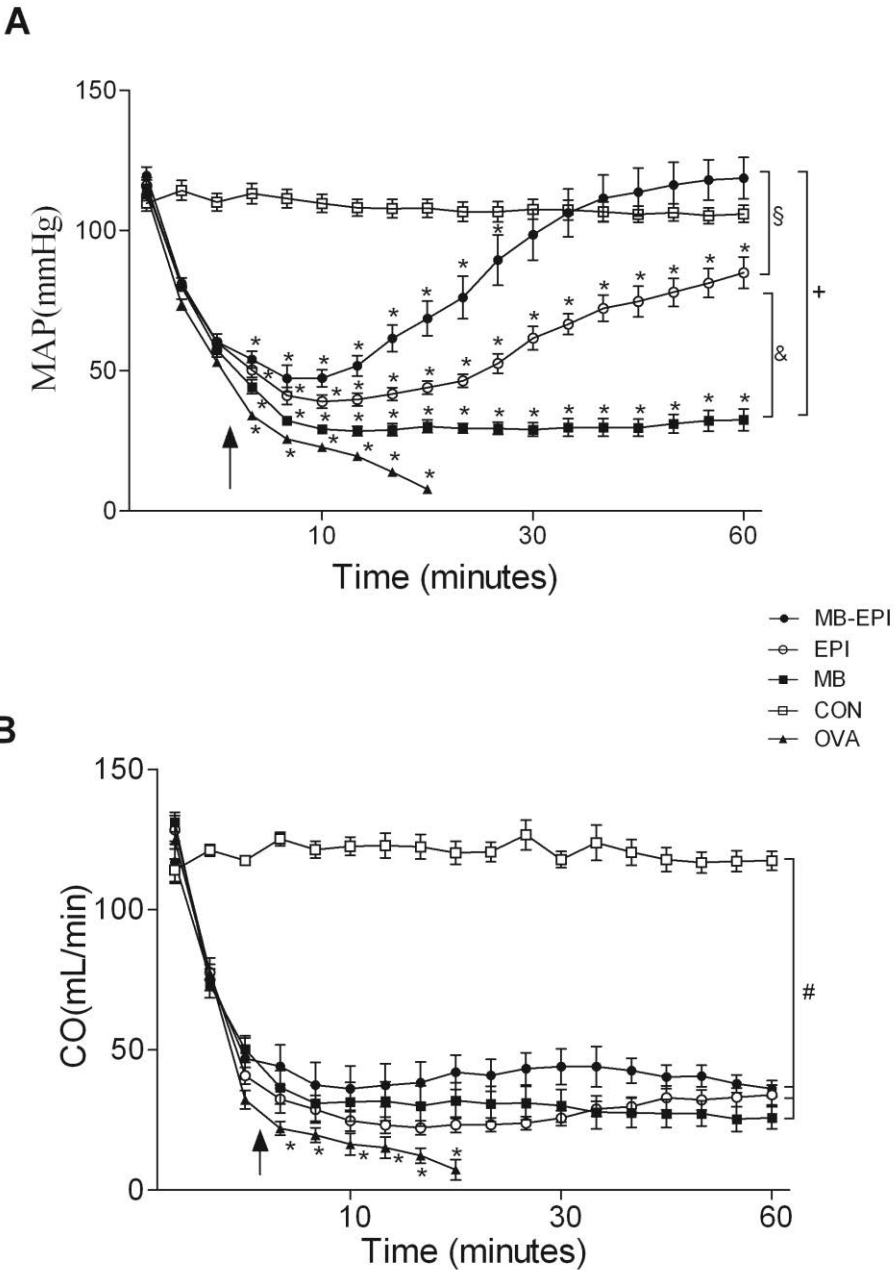 A
150
100
50
0
MAP(mmHg)
* * * * * * *
* * * * * * * * * * * * * * *
* * * * * * * * * * * * * * *
* * * * * *
§
&
+
10 30 60
Time (minutes)
MB-EPI
EPI
MB
CON
OVA
B
150
100
50
0
CO(mL/min)
* * * * * *
#
10 30 60
Time (minutes)